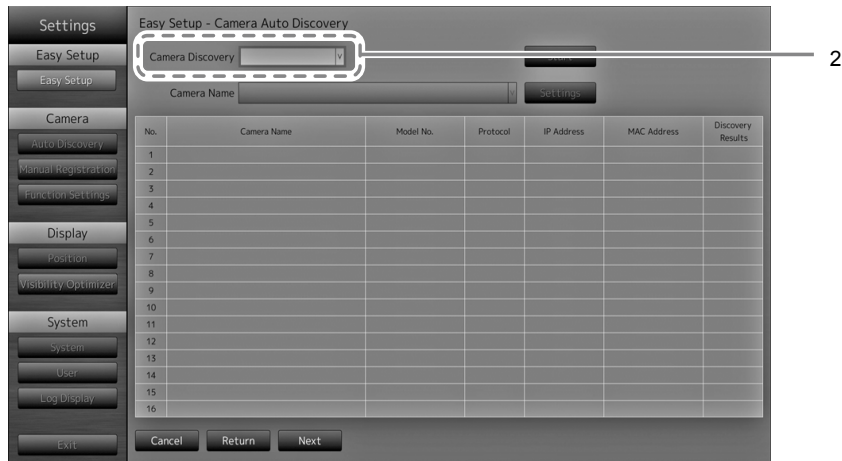 Settings
Easy Setup
Easy Setup
Camera
Auto Discovery
Manual Registration
Function Settings
Display
Position
Visibility Optimizer
System
System
User
Log Display
Exit
Easy Setup - Camera Auto Discovery
Camera Discovery
Start
2
Camera Name
Settings
No. Camera Name Model No. Protocol IP Address MAC Address Discovery Results
1
2
3
4
5
6
7
8
9
10
11
12
13
14
15
16
Cancel Return Next